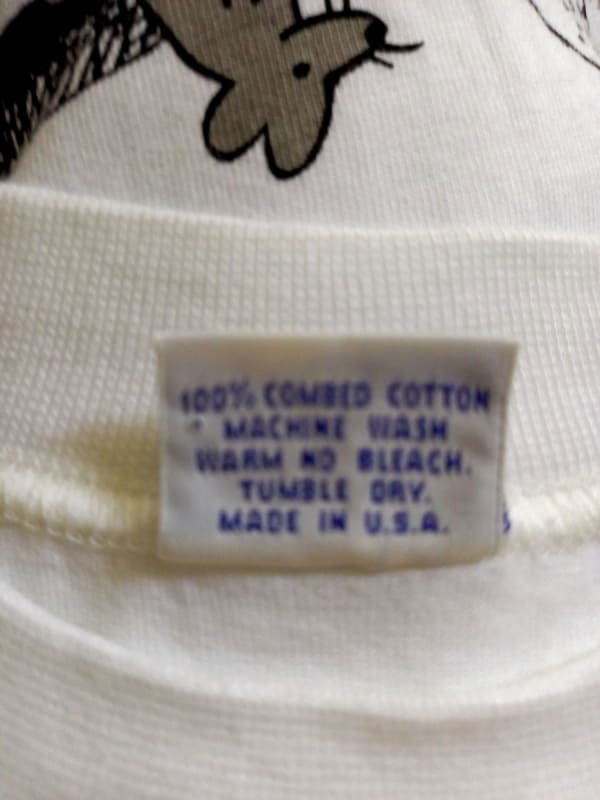 100% COMBED COTTON
MACHINE WASH
WARM NO BLEACH.
TUMBLE DRY.
MADE IN U.S.A.